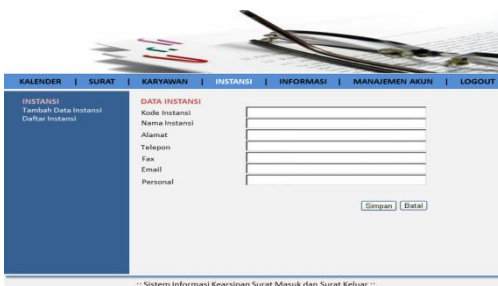 KALENDER | SURAT | KARYAWAN | INSTANSI | INFORMASI | MANAJEMEN AKUN | LOGOUT
INSTANSI
Tambah Data Instansi
Daftar Instansi
DATA INSTANSI
Kode Instansi
Nama Instansi
Alamat
Telepon
Fax
Email
Personal
Simpan Batal
.:: Sistem Informasi Kearsipan Surat Masuk dan Surat Keluar ::.